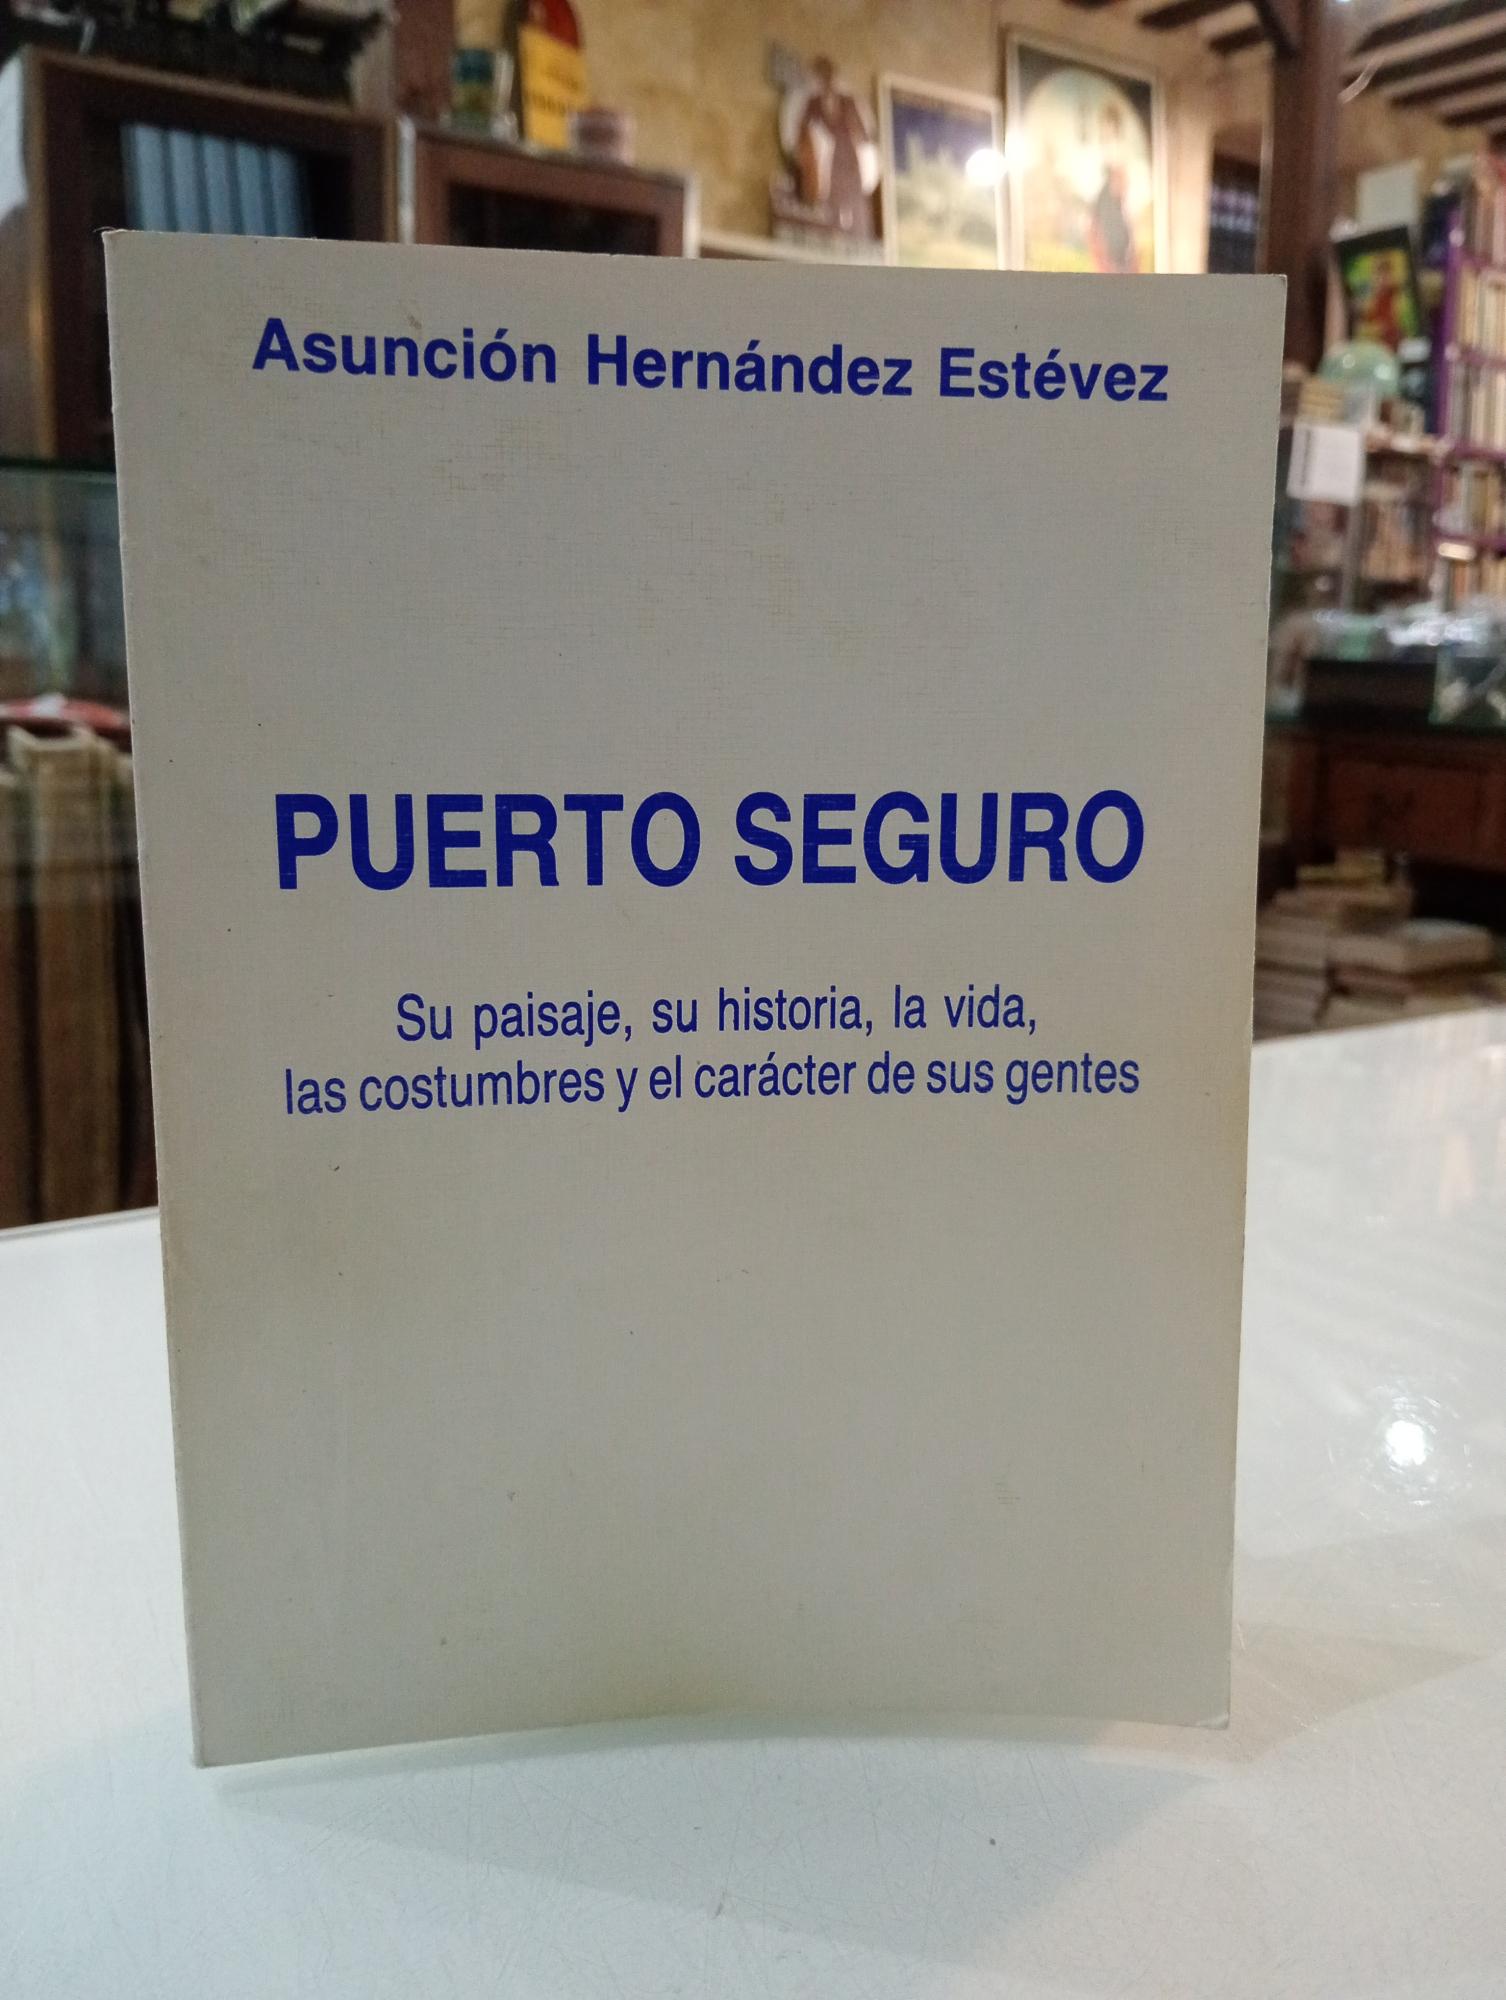 Asunción Hernández Estévez
PUERTO SEGURO
Su paisaje, su historia, la vida,
las costumbres y el carácter de sus gentes